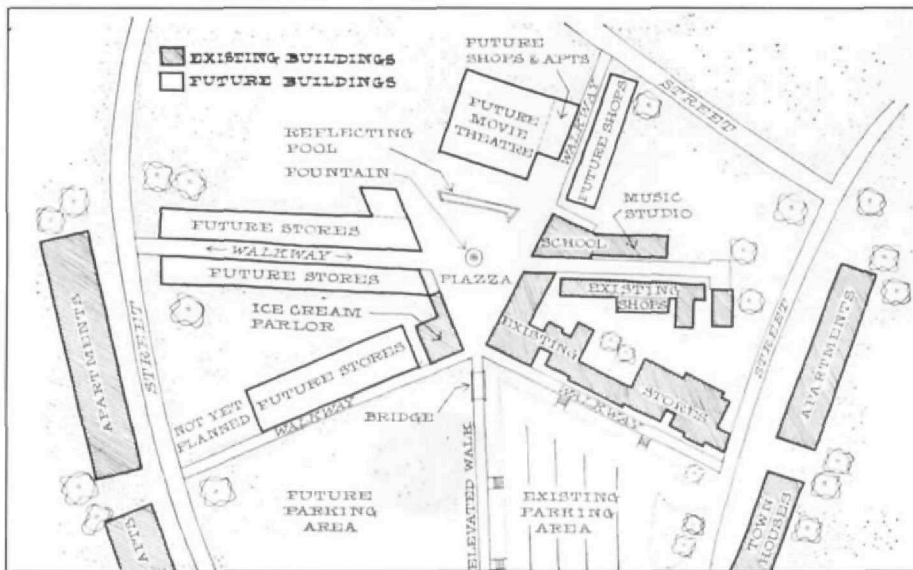 EXISTING BUILDINGS
FUTURE BUILDINGS
FUTURE
SHOPS & APTS
STREET
FUTURE
MOVIE
THEATRE
WALKWAY
FUTURE SHOPS
REFLECTING
POOL
FOUNTAIN
MUSIC
STUDIO
SCHOOL
FUTURE STORES
WALKWAY
FUTURE STORES
PIAZZA
EXISTING
SHOPS
ICE CREAM
PARLOR
EXISTING
STORES
APARTMENTS
STREET
STREET
APARTMENTS
FUTURE STORES
NOT YET
PLANNED
WALKWAY
BRIDGE
WALKWAY
FUTURE
PARKING
AREA
ELEVATED WALK
EXISTING
PARKING
AREA
APTS
TOWN
HOUSES